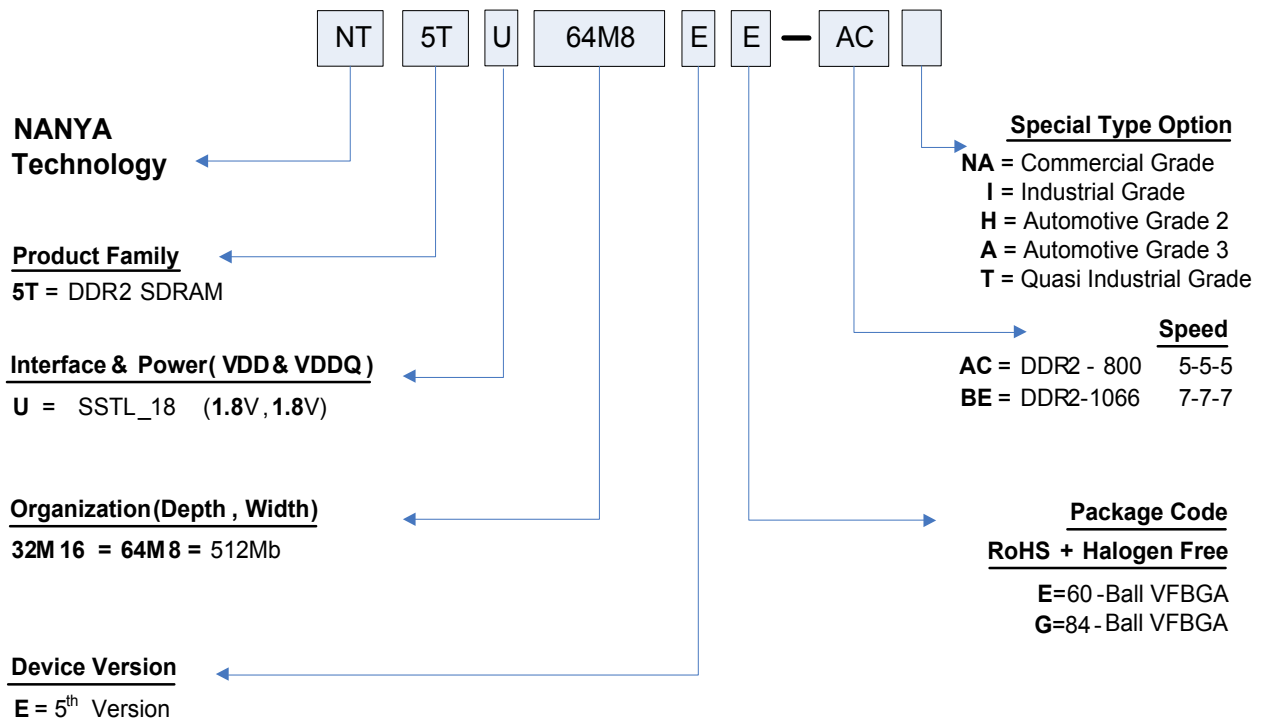 NT 5T U 64M8 E E – AC
NANYA
Technology
Product Family
5T = DDR2 SDRAM
Interface & Power( VDD & VDDQ )
U = SSTL_18 (1.8V, 1.8V)
Organization(Depth , Width)
32M 16 = 64M 8 = 512Mb
Device Version
E = 5th Version
Special Type Option
NA = Commercial Grade
I = Industrial Grade
H = Automotive Grade 2
A = Automotive Grade 3
T = Quasi Industrial Grade
Speed
AC = DDR2 - 800 5-5-5
BE = DDR2-1066 7-7-7
Package Code
RoHS + Halogen Free
E=60 -Ball VFBGA
G=84 - Ball VFBGA